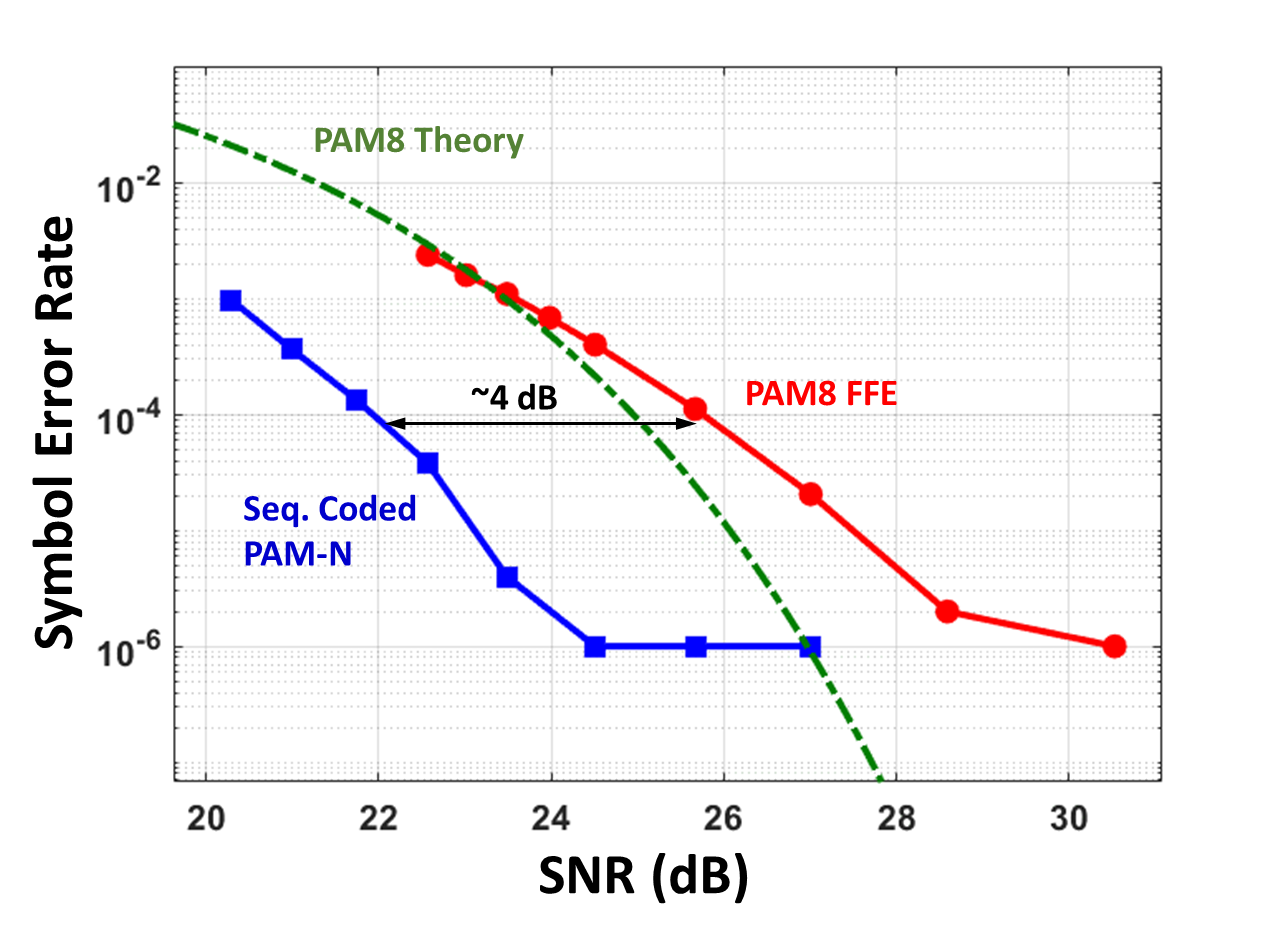 PAM8 Theory
10-2
~4 dB
PAM8 FFE
10-4
Seq. Coded
PAM-N
10-6
Symbol Error Rate
20 22 24 26 28 30
SNR (dB)